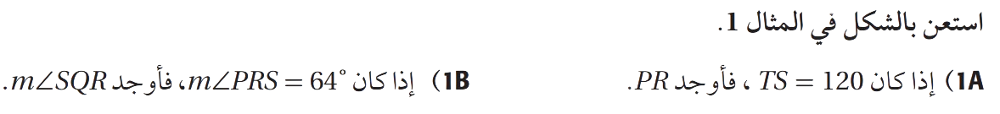 استعن بالشكل في المثال 1.
1A) إذا كان TS = 120 ، فأوجد PR.
1B) إذا كان m∠PRS = 64°، فأوجد m∠SQR.